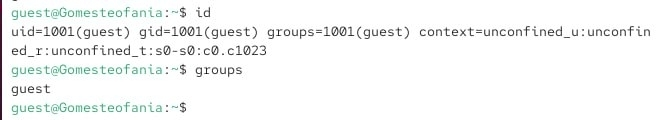 guest@Gomesteofania:~$ id
uid=1001(guest) gid=1001(guest) groups=1001(guest) context=unconfined_u:unconfin
ed_r:unconfined_t:s0-s0:c0.c1023
guest@Gomesteofania:~$ groups
guest
guest@Gomesteofania:~$